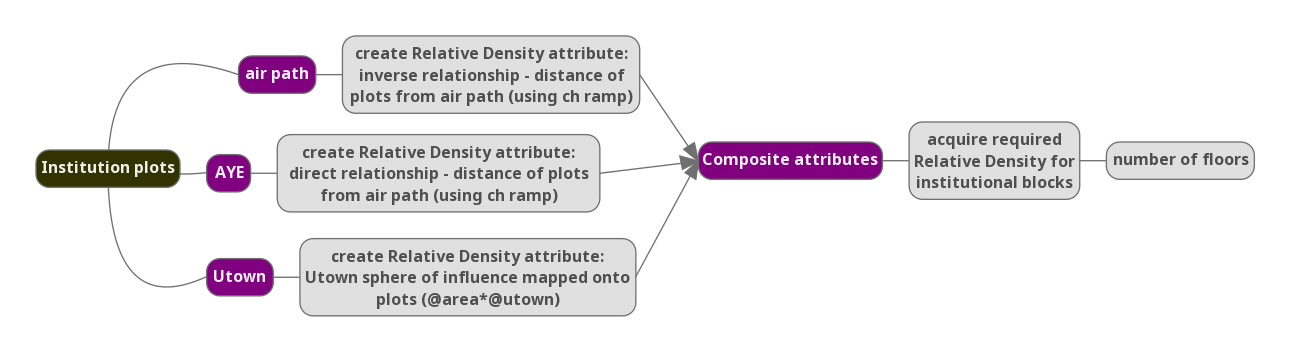 Institution plots
air path
create Relative Density attribute:
inverse relationship - distance of
plots from air path (using ch ramp)
AYE
create Relative Density attribute:
direct relationship - distance of plots
from air path (using ch ramp)
Utown
create Relative Density attribute:
Utown sphere of influence mapped onto
plots (@area*@utown)
Composite attributes
acquire required
Relative Density for
institutional blocks
number of floors